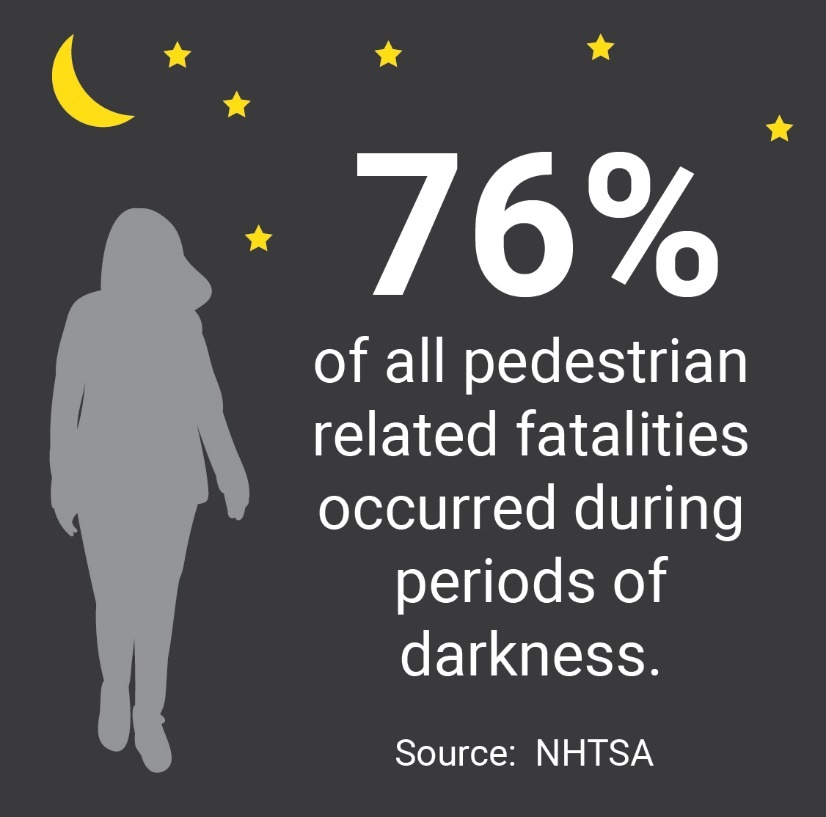 76%
of all pedestrian
related fatalities
occurred during
periods of
darkness.
Source: NHTSA